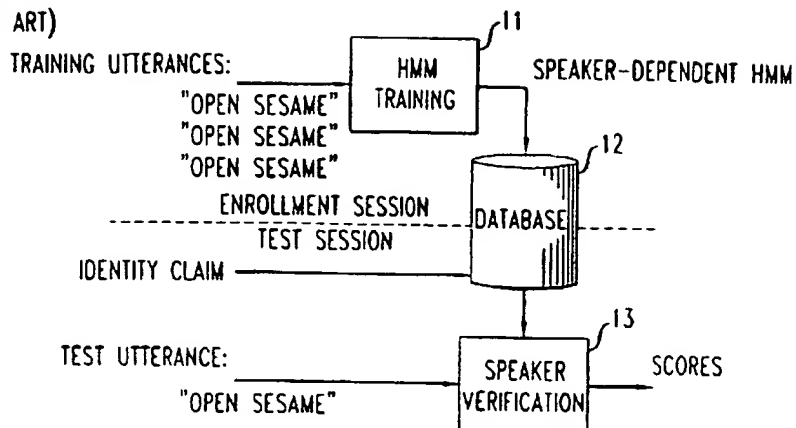 ART)
11
TRAINING UTTERANCES:
HMM
TRAINING
SPEAKER-DEPENDENT HMM
"OPEN SESAME"
"OPEN SESAME"
"OPEN SESAME"
12
ENROLLMENT SESSION
DATABASE
TEST SESSION
IDENTITY CLAIM
13
TEST UTTERANCE:
SPEAKER
VERIFICATION
SCORES
"OPEN SESAME"